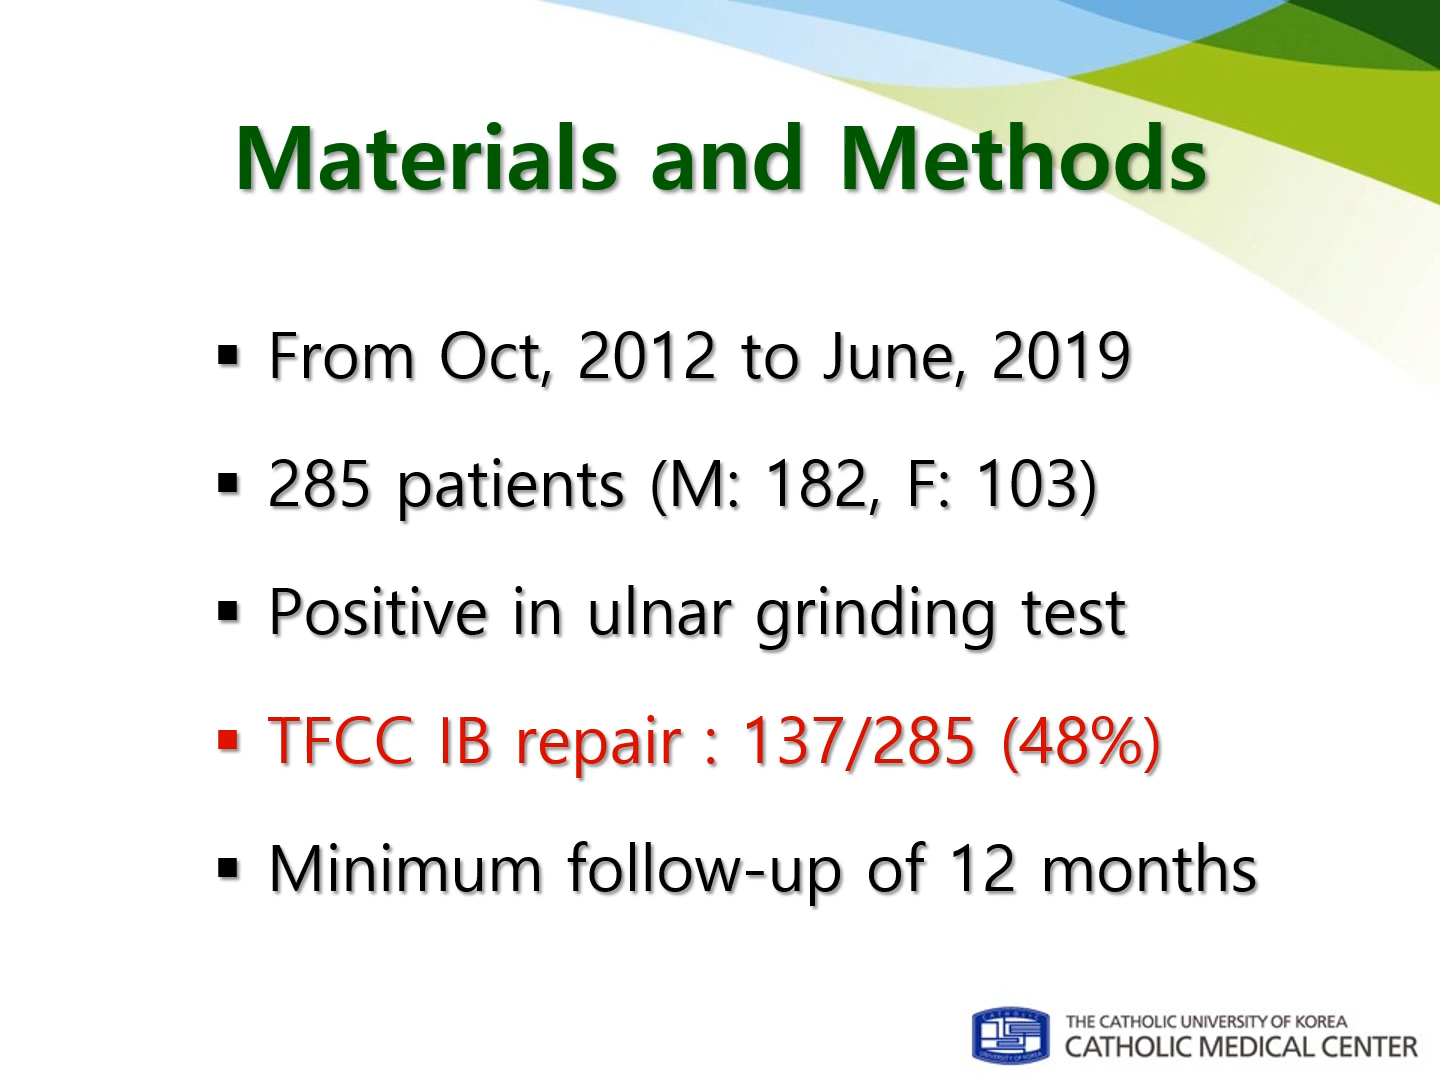 Materials and Methods
▪ From Oct, 2012 to June, 2019
▪ 285 patients (M: 182, F: 103)
▪ Positive in ulnar grinding test
▪ TFCC IB repair : 137/285 (48%)
▪ Minimum follow-up of 12 months
THE CATHOLIC UNIVERSITY OF KOREA
CATHOLIC MEDICAL CENTER